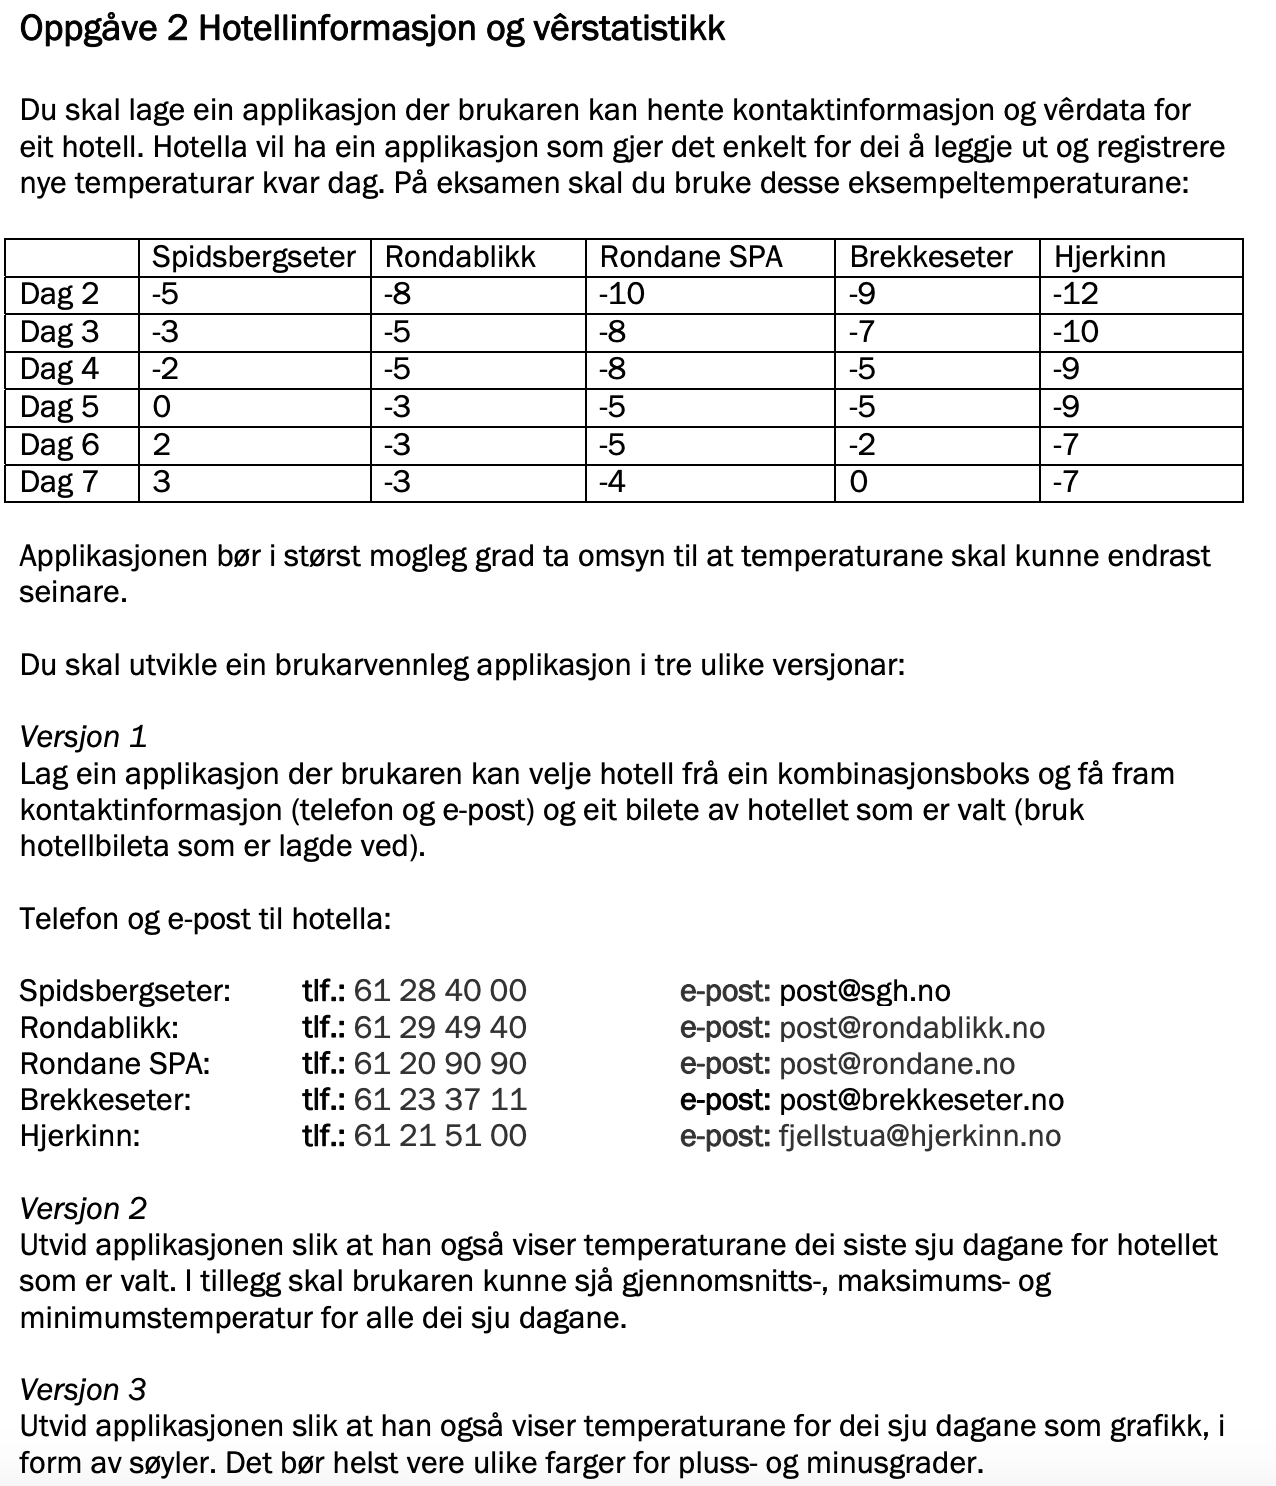 Oppgåve 2 Hotellinformasjon og vêrstatistikk
Du skal lage ein applikasjon der brukaren kan hente kontaktinformasjon og vêrdata for
eit hotell. Hotella vil ha ein applikasjon som gjer det enkelt for dei å leggje ut og registrere
nye temperaturar kvar dag. På eksamen skal du bruke desse eksempeltemperaturane:
Spidsbergseter Rondablikk Rondane SPA Brekkeseter Hjerkinn
Dag 2 -5 -8 -10 -9 -12
Dag 3 -3 -5 -8 -7 -10
Dag 4 -2 -5 -8 -5 -9
Dag 5 0 -3 -5 -5 -9
Dag 6 2 -3 -5 -2 -7
Dag 7 3 -3 -4 0 -7
Applikasjonen bør i størst mogleg grad ta omsyn til at temperaturane skal kunne endrast
seinare.
Du skal utvikle ein brukarvennleg applikasjon i tre ulike versjonar:
Versjon 1
Lag ein applikasjon der brukaren kan velje hotell frå ein kombinasjonsboks og få fram
kontaktinformasjon (telefon og e-post) og eit bilete av hotellet som er valt (bruk
hotellbileta som er lagde ved).
Telefon og e-post til hotella:
Spidsbergseter: tlf.: 61 28 40 00 e-post: post@sgh.no
Rondablikk: tlf.: 61 29 49 40 e-post: post@rondablikk.no
Rondane SPA: tlf.: 61 20 90 90 e-post: post@rondane.no
Brekkeseter: tlf.: 61 23 37 11 e-post: post@brekkeseter.no
Hjerkinn: tlf.: 61 21 51 00 e-post: fjellstua@hjerkinn.no
Versjon 2
Utvid applikasjonen slik at han også viser temperaturane dei siste sju dagane for hotellet
som er valt. I tillegg skal brukaren kunne sjå gjennomsnitts-, maksimums- og
minimumstemperatur for alle dei sju dagane.
Versjon 3
Utvid applikasjonen slik at han også viser temperaturane for dei sju dagane som grafikk, i
form av søyler. Det bør helst vere ulike farger for pluss- og minusgrader.